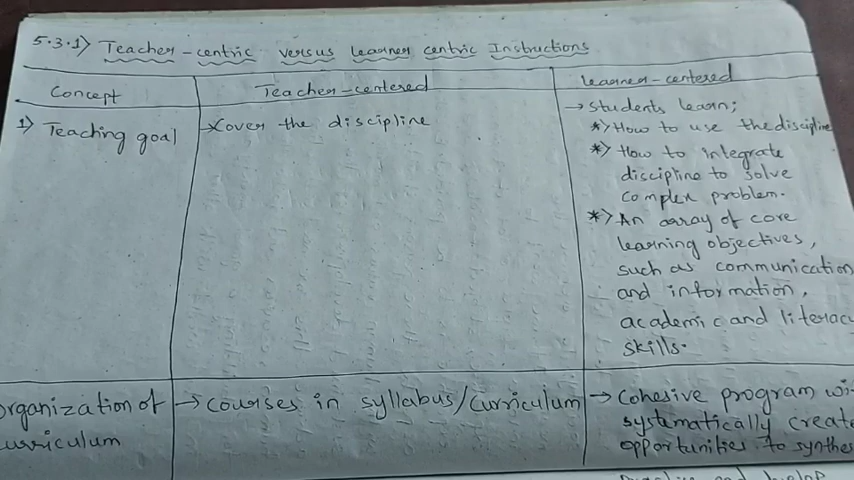 5.3.1) Teacher-centric versus Learner centric Instructions
Concept
Teacher-centered
Learner-centered
1) Teaching goal
→ Cover the discipline
→ Students learn;
*) How to use the discipline
*) How to integrate
discipline to solve
complex problem.
*) An array of core
learning objectives,
such as communication
and information,
academic and literacy
skills.
organization of
curriculum
→ courses in syllabus/curriculum
→ Cohesive program wi
systematically create
opportunities to synthes